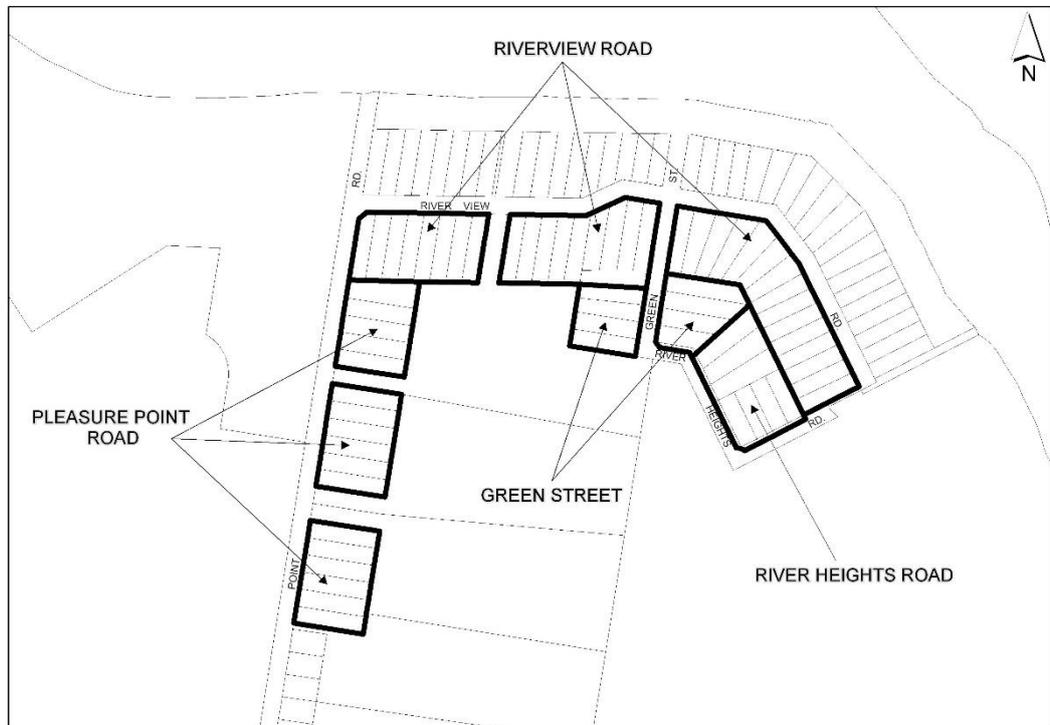 RIVERVIEW ROAD
N
RD.
ST.
RIVER VIEW
GREEN
RD.
RIVER
PLEASURE POINT
ROAD
HEIGHTS
RD.
GREEN STREET
POINT
RIVER HEIGHTS ROAD